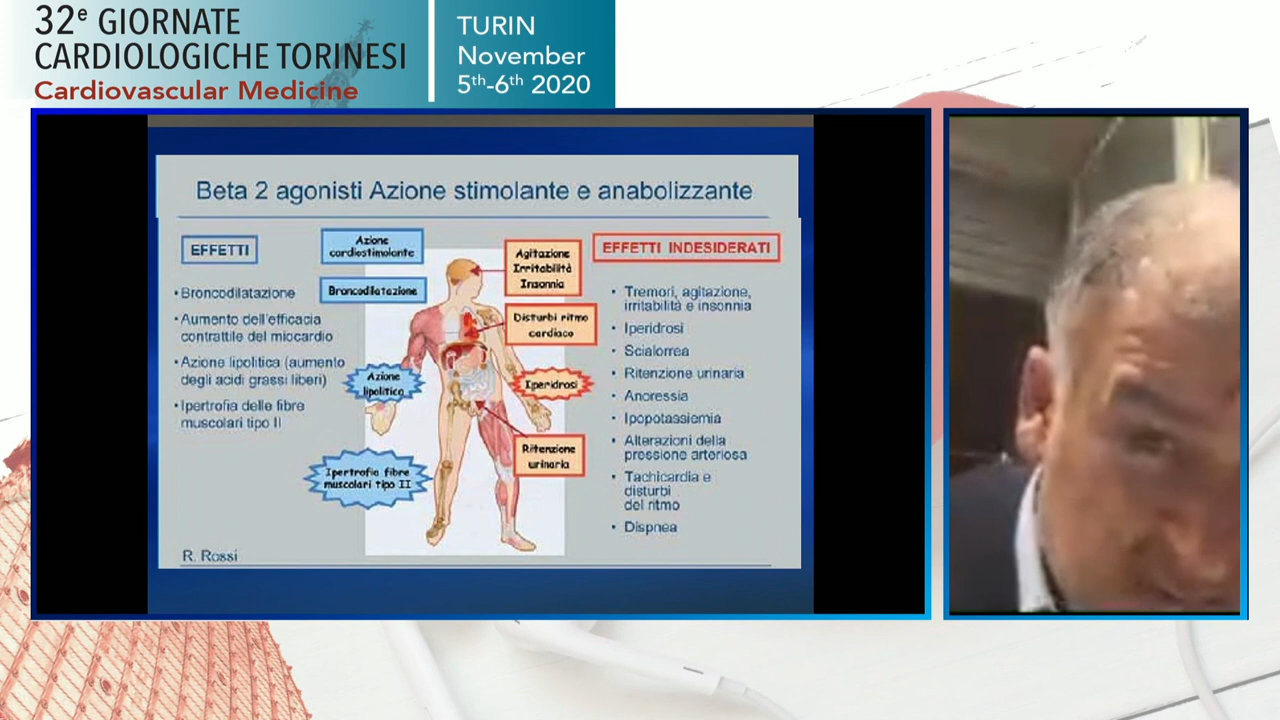 32e GIORNATE
CARDIOLOGICHE TORINESI
Cardiovascular Medicine
TURIN
November
5th-6th 2020
Beta 2 agonisti Azione stimolante e anabolizzante
EFFETTI
• Broncodilatazione
• Aumento dell'efficacia
contrattile del miocardio
• Azione lipolitica (aumento
degli acidi grassi liberi)
• Ipertrofia delle fibre
muscolari tipo II
Azione
cardiostimolante
Broncodilatazione
Azione
lipolitica
Ipertrofia fibre
muscolari tipo II
Agitazione
Irritabilità
Insonnia
Disturbi ritmo
cardiaco
Iperidrosi
Ritenzione
urinaria
EFFETTI INDESIDERATI
• Tremori, agitazione,
irritabilità e insonnia
• Iperidrosi
• Scialorrea
• Ritenzione urinaria
• Anoressia
• Ipopotassiemia
• Alterazioni della
pressione arteriosa
• Tachicardia e
disturbi
del ritmo
• Dispnea
R. Rossi